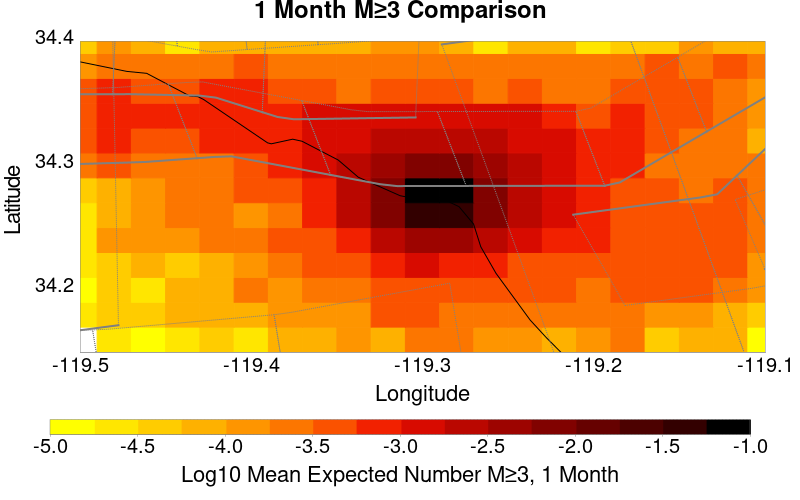 1 Month M≥3 Comparison
34.4
34.3
34.2
Latitude
-119.5 -119.4 -119.3 -119.2 -119.1
Longitude
-5.0 -4.5 -4.0 -3.5 -3.0 -2.5 -2.0 -1.5 -1.0
Log10 Mean Expected Number M≥3, 1 Month